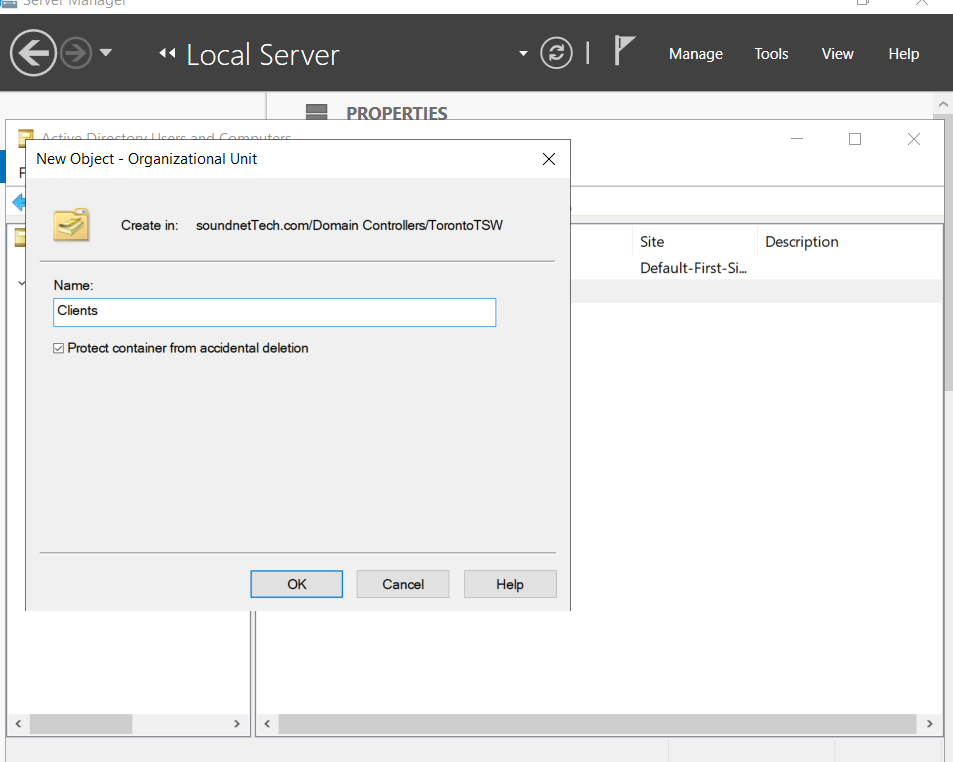 Server Manager
Local Server
Manage Tools View Help
PROPERTIES
Active Directory Users and Computers
F
New Object - Organizational Unit
Create in: soundnetTech.com/Domain Controllers/TorontoTSW
Site Description
Default-First-Si...
Name:
Clients
Protect container from accidental deletion
OK Cancel Help